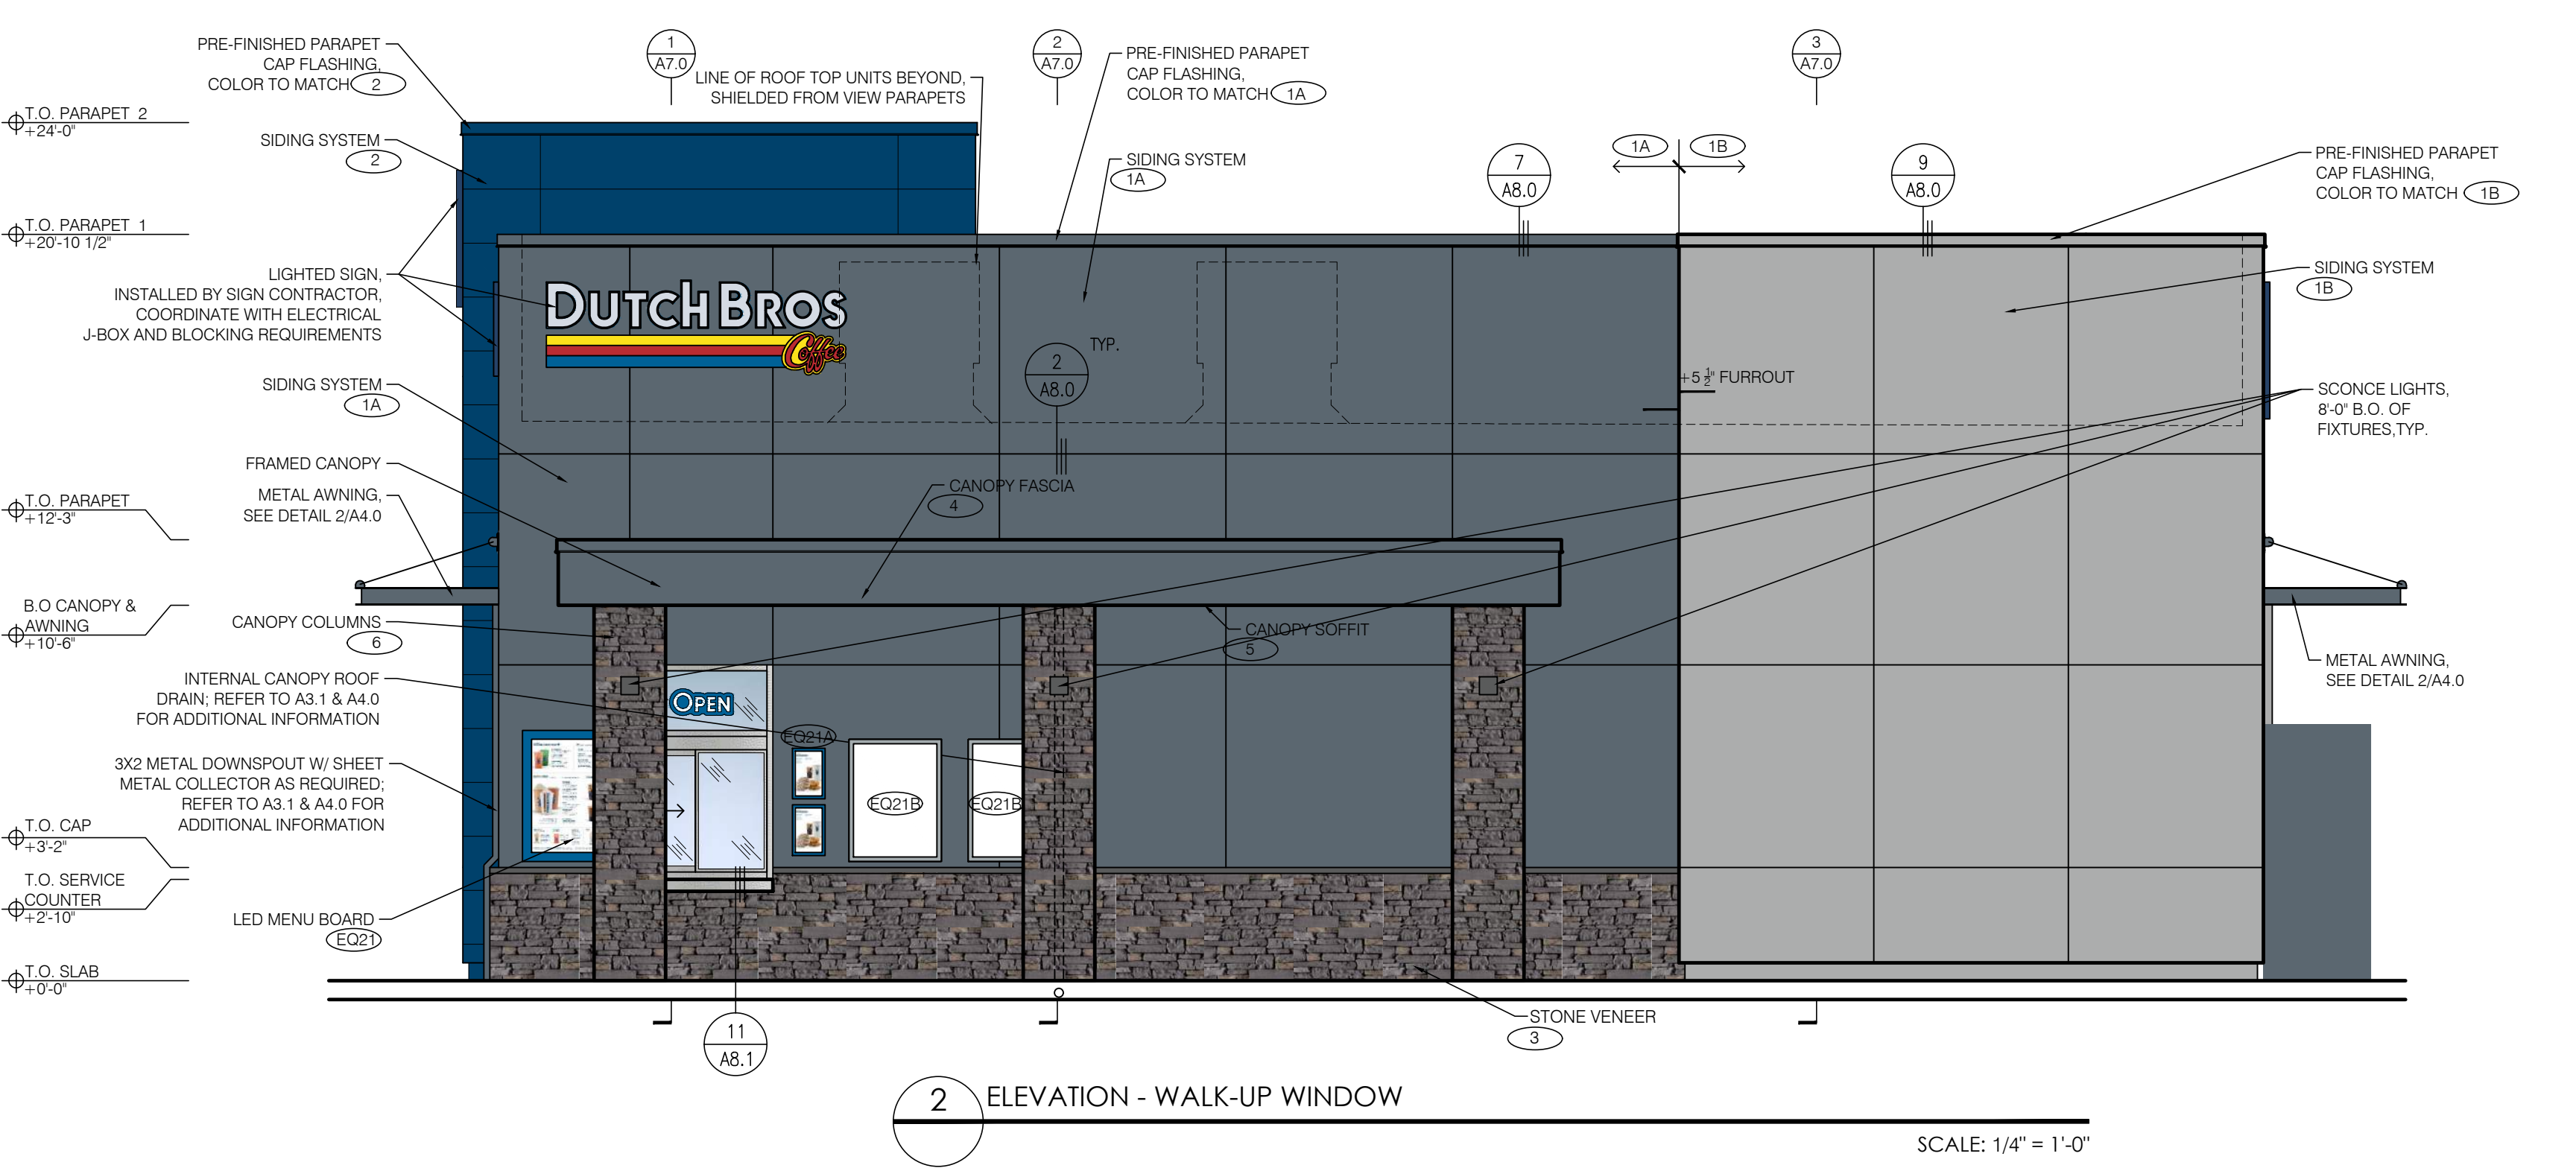 PRE-FINISHED PARAPET
CAP FLASHING,
COLOR TO MATCH 2
1
A7.0
LINE OF ROOF TOP UNITS BEYOND,
SHIELDED FROM VIEW PARAPETS
2
A7.0
PRE-FINISHED PARAPET
CAP FLASHING,
COLOR TO MATCH 1A
3
A7.0
T.O. PARAPET 2
+24'-0"
SIDING SYSTEM
2
SIDING SYSTEM
1A
7
A8.0
1A
1B
9
A8.0
PRE-FINISHED PARAPET
CAP FLASHING,
COLOR TO MATCH 1B
T.O. PARAPET 1
+20'-10 1/2"
LIGHTED SIGN,
INSTALLED BY SIGN CONTRACTOR,
COORDINATE WITH ELECTRICAL
J-BOX AND BLOCKING REQUIREMENTS
DUTCH BROS
Coffee
2
A8.0
TYP.
SIDING SYSTEM
1B
+5 1/2" FURROUT
SIDING SYSTEM
1A
SCONCE LIGHTS,
8'-0" B.O. OF
FIXTURES,TYP.
FRAMED CANOPY
METAL AWNING,
SEE DETAIL 2/A4.0
CANOPY FASCIA
4
T.O. PARAPET
+12'-3"
B.O CANOPY &
AWNING
+10'-6"
CANOPY COLUMNS
6
CANOPY SOFFIT
5
METAL AWNING,
SEE DETAIL 2/A4.0
INTERNAL CANOPY ROOF
DRAIN; REFER TO A3.1 & A4.0
FOR ADDITIONAL INFORMATION
OPEN
EQ21A
3X2 METAL DOWNSPOUT W/ SHEET
METAL COLLECTOR AS REQUIRED;
REFER TO A3.1 & A4.0 FOR
ADDITIONAL INFORMATION
EQ21B
EQ21B
T.O. CAP
+3'-2"
T.O. SERVICE
COUNTER
+2'-10"
LED MENU BOARD
EQ21
T.O. SLAB
+0'-0"
11
A8.1
STONE VENEER
3
2
ELEVATION - WALK-UP WINDOW
SCALE: 1/4" = 1'-0"